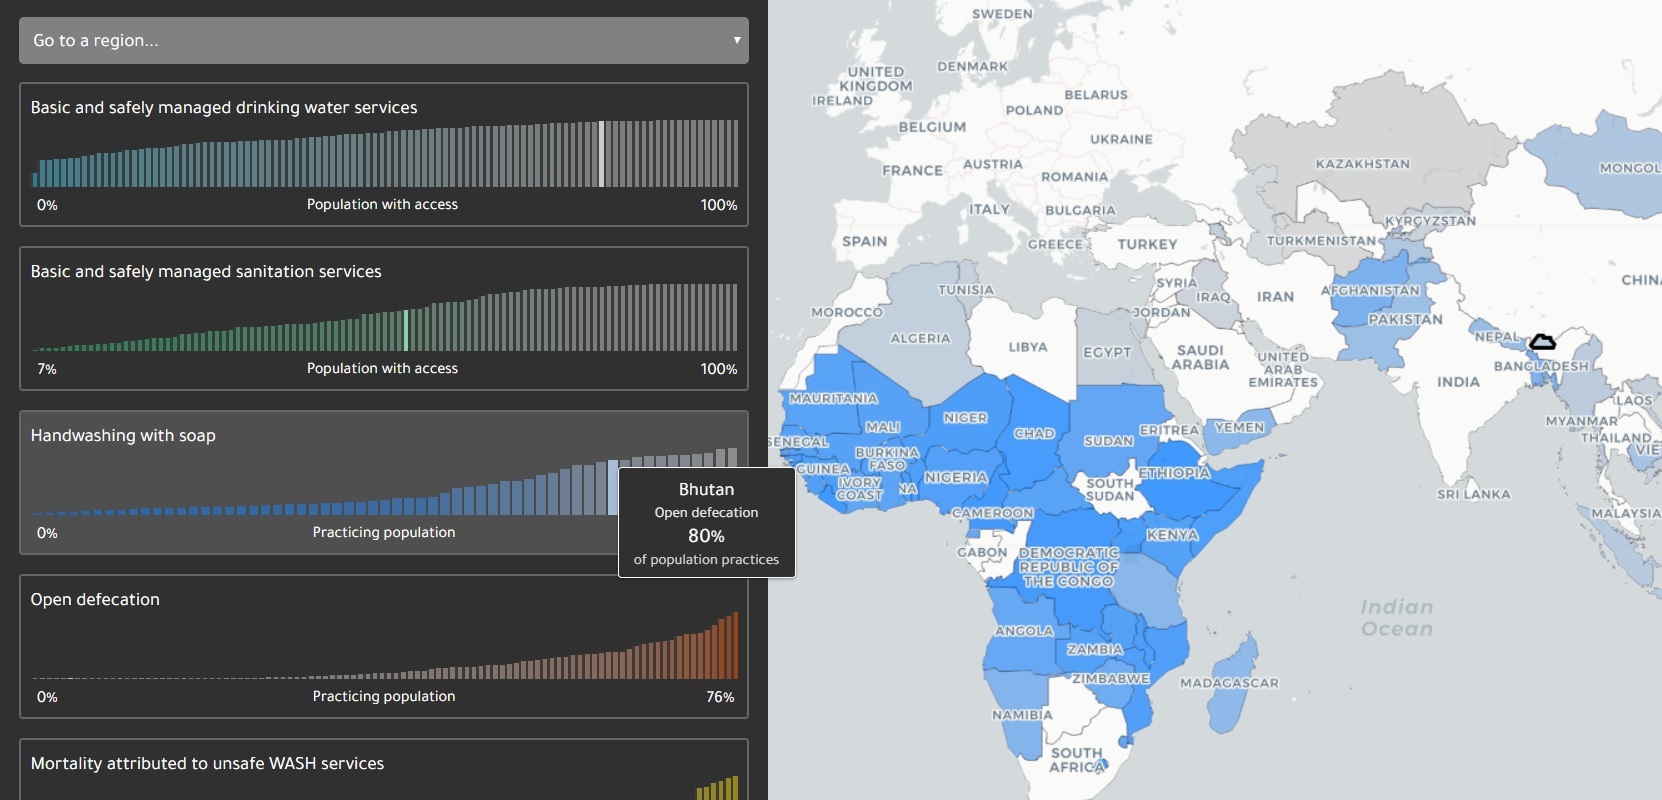 Go to a region...
Basic and safely managed drinking water services
0% Population with access 100%
Basic and safely managed sanitation services
7% Population with access 100%
Handwashing with soap
0% Practicing population
Bhutan
Open defecation
80%
of population practices
Open defecation
0% Practicing population 76%
Mortality attributed to unsafe WASH services
SWEDEN
DENMARK
UNITED
KINGDOM
IRELAND
BELARUS
POLAND
BELGIUM
UKRAINE
FRANCE
AUSTRIA
ROMANIA
KAZAKHSTAN
MONGOL
ITALY
BULGARIA
KYRGYZSTAN
SPAIN
GREECE
TURKEY
TURKMENISTAN
TUNISIA
SYRIA
IRAQ
IRAN
AFGHANISTAN
CHINA
MOROCCO
JORDAN
PAKISTAN
ALGERIA
LIBYA
EGYPT
SAUDI
ARABIA
UNITED
ARAB
EMIRATES
NEPAL
BANGLADESH
INDIA
MAURITANIA
LAOS
MALI
NIGER
CHAD
SUDAN
ERITREA
YEMEN
MYANMAR
THAILAND
VIE
SENEGAL
BURKINA
FASO
GUINEA
IVORY
COAST
NA
NIGERIA
SOUTH
SUDAN
ETHIOPIA
SRI LANKA
CAMEROON
MALAYSIA
GABON
DEMOCRATIC
REPUBLIC OF
THE CONGO
KENYA
Indian
Ocean
ANGOLA
ZAMBIA
ZIMBABWE
MADAGASCAR
NAMIBIA
SOUTH
AFRICA